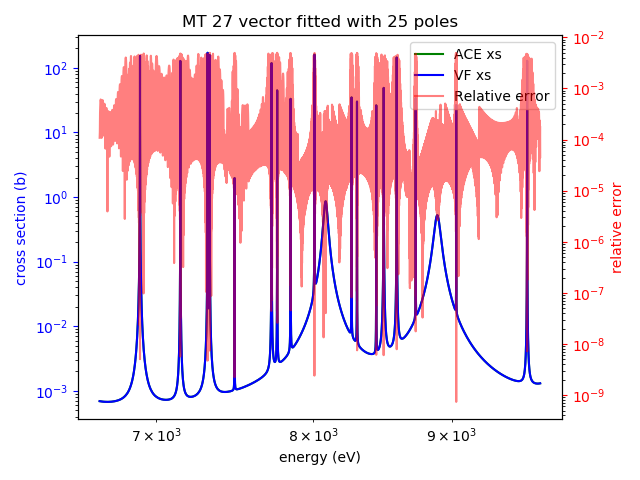 MT 27 vector fitted with 25 poles
ACE xs
VF xs
Relative error
cross section (b)
10²
10¹
10⁰
10⁻¹
10⁻²
10⁻³
relative error
10⁻²
10⁻³
10⁻⁴
10⁻⁵
10⁻⁶
10⁻⁷
10⁻⁸
10⁻⁹
7 × 10³
8 × 10³
9 × 10³
energy (eV)